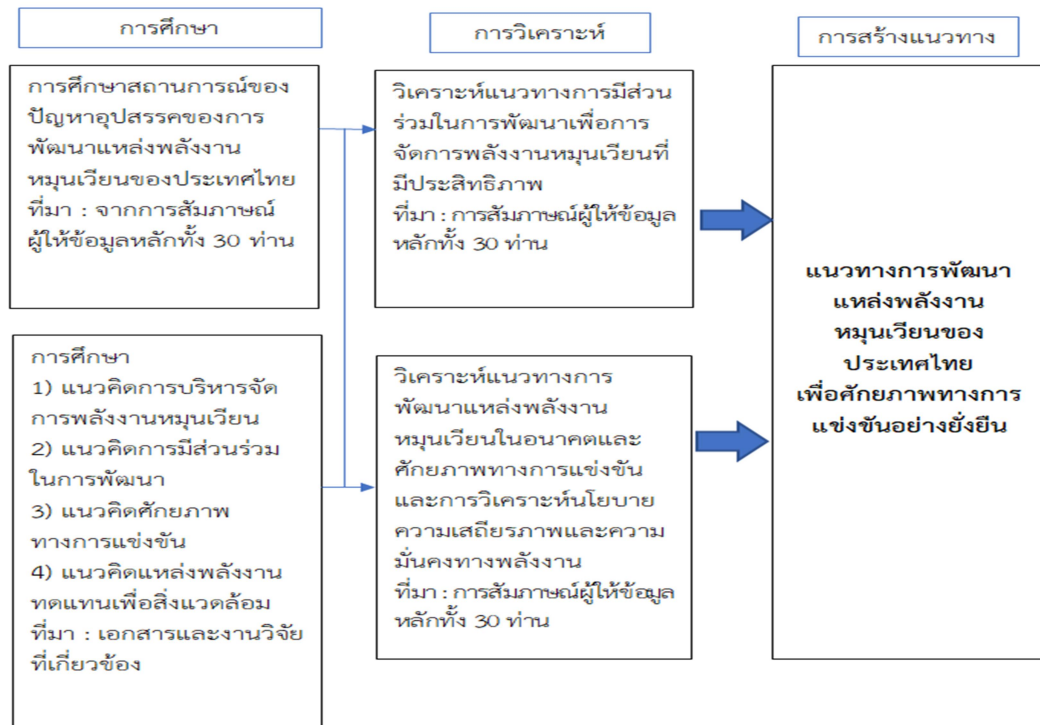 การศึกษา
การศึกษาสถานการณ์ของ
ปัญหาอุปสรรคของการ
พัฒนาแหล่งพลังงาน
หมุนเวียนของประเทศไทย
ที่มา : จากการสัมภาษณ์
ผู้ให้ข้อมูลหลักทั้ง 30 ท่าน
การศึกษา
1) แนวคิดการบริหารจัด
การพลังงานหมุนเวียน
2) แนวคิดการมีส่วนร่วม
ในการพัฒนา
3) แนวคิดศักยภาพ
ทางการแข่งขัน
4) แนวคิดแหล่งพลังงาน
ทดแทนเพื่อสิ่งแวดล้อม
ที่มา : เอกสารและงานวิจัย
ที่เกี่ยวข้อง
การวิเคราะห์
วิเคราะห์แนวทางการมีส่วน
ร่วมในการพัฒนาเพื่อการ
จัดการพลังงานหมุนเวียนที่
มีประสิทธิภาพ
ที่มา : การสัมภาษณ์ผู้ให้ข้อมูล
หลักทั้ง 30 ท่าน
วิเคราะห์แนวทางการ
พัฒนาแหล่งพลังงาน
หมุนเวียนในอนาคตและ
ศักยภาพทางการแข่งขัน
และการวิเคราะห์นโยบาย
ความเสถียรภาพและความ
มั่นคงทางพลังงาน
ที่มา : การสัมภาษณ์ผู้ให้ข้อมูล
หลักทั้ง 30 ท่าน
การสร้างแนวทาง
แนวทางการพัฒนา
แหล่งพลังงาน
หมุนเวียนของ
ประเทศไทย
เพื่อศักยภาพทางการ
แข่งขันอย่างยั่งยืน